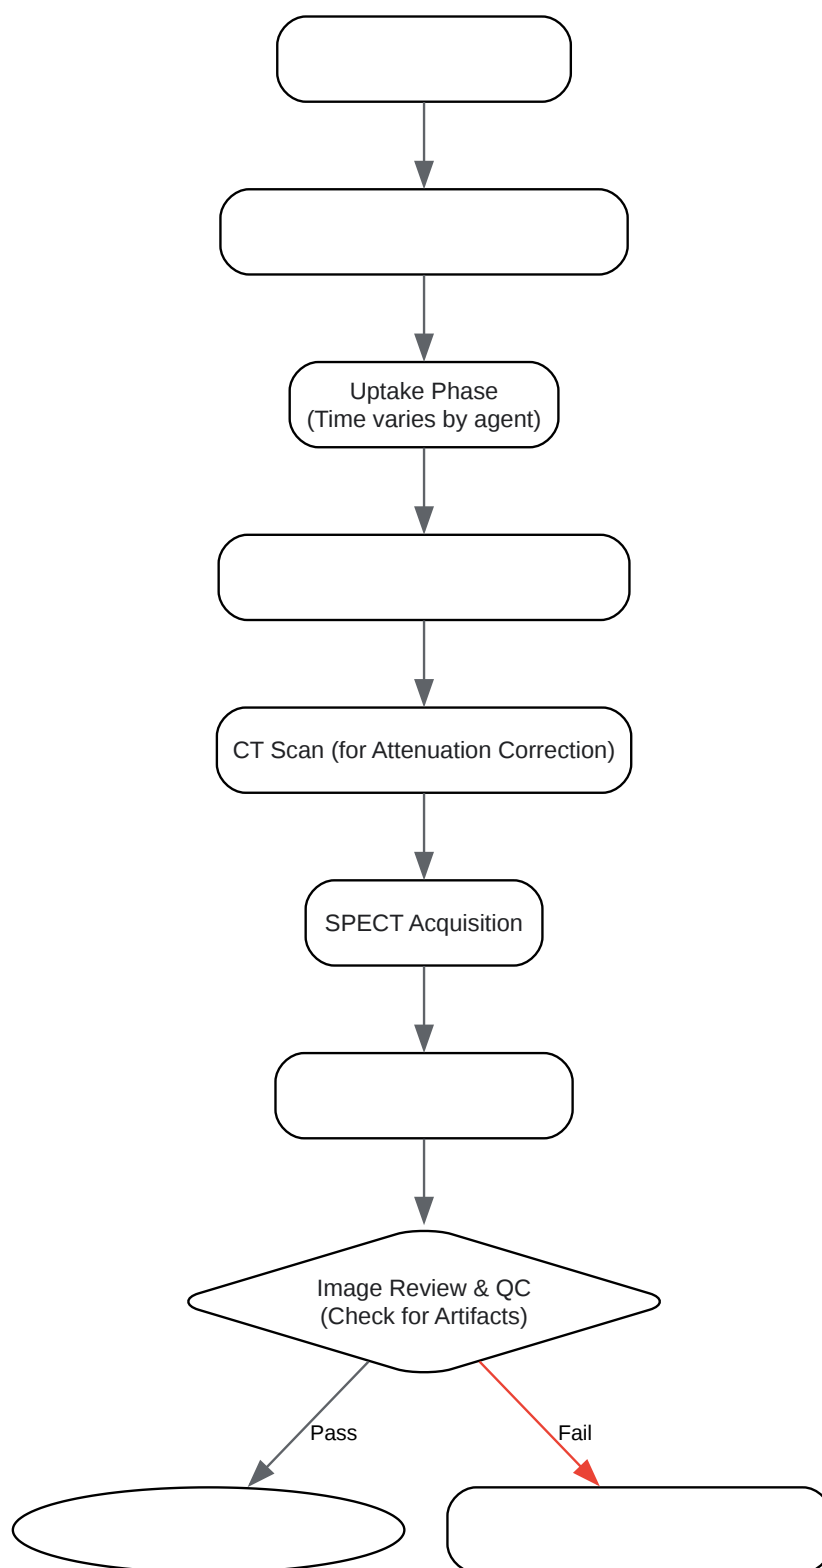 Uptake Phase
(Time varies by agent)
CT Scan (for Attenuation Correction)
SPECT Acquisition
Image Review & QC
(Check for Artifacts)
Pass
Fail